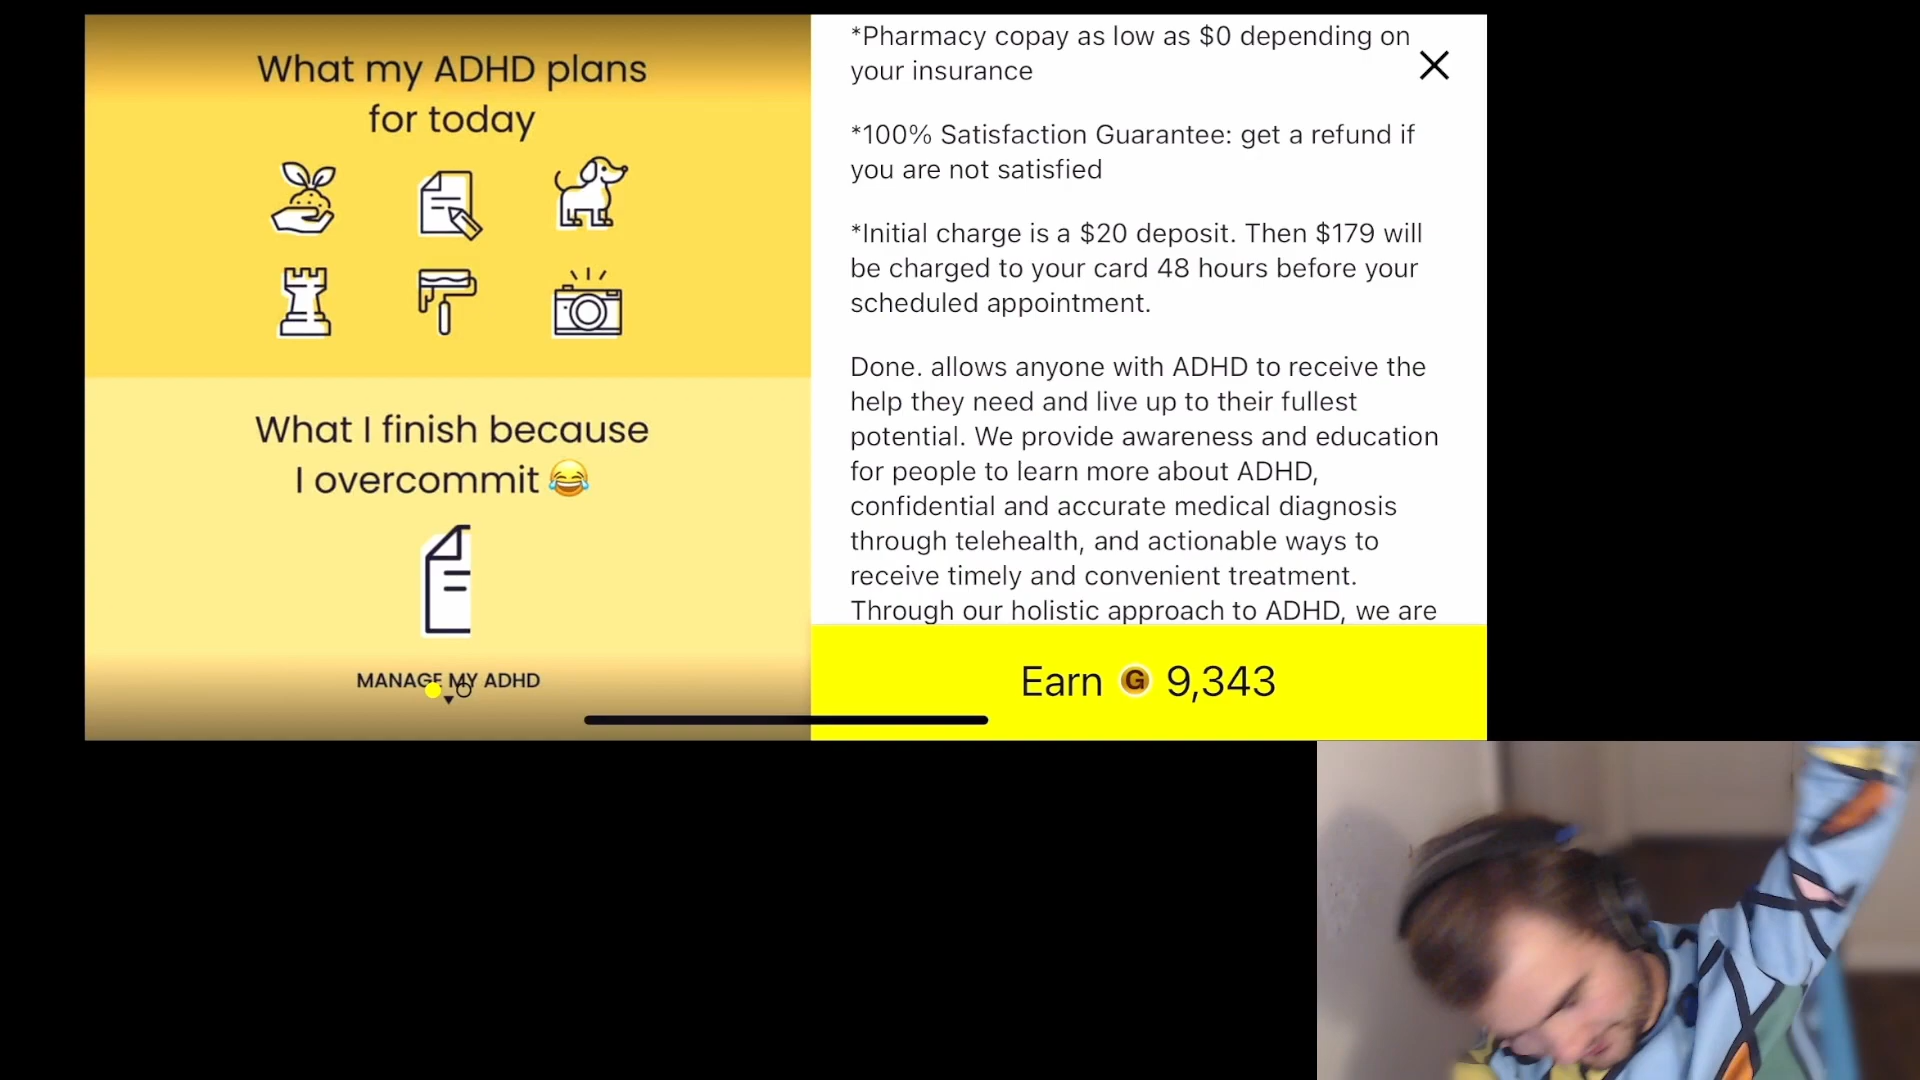 What my ADHD plans
for today
What I finish because
I overcommit 😂
MANAGE MY ADHD
*Pharmacy copay as low as $0 depending on
your insurance
*100% Satisfaction Guarantee: get a refund if
you are not satisfied
*Initial charge is a $20 deposit. Then $179 will
be charged to your card 48 hours before your
scheduled appointment.
Done. allows anyone with ADHD to receive the
help they need and live up to their fullest
potential. We provide awareness and education
for people to learn more about ADHD,
confidential and accurate medical diagnosis
through telehealth, and actionable ways to
receive timely and convenient treatment.
Through our holistic approach to ADHD, we are
Earn G 9,343